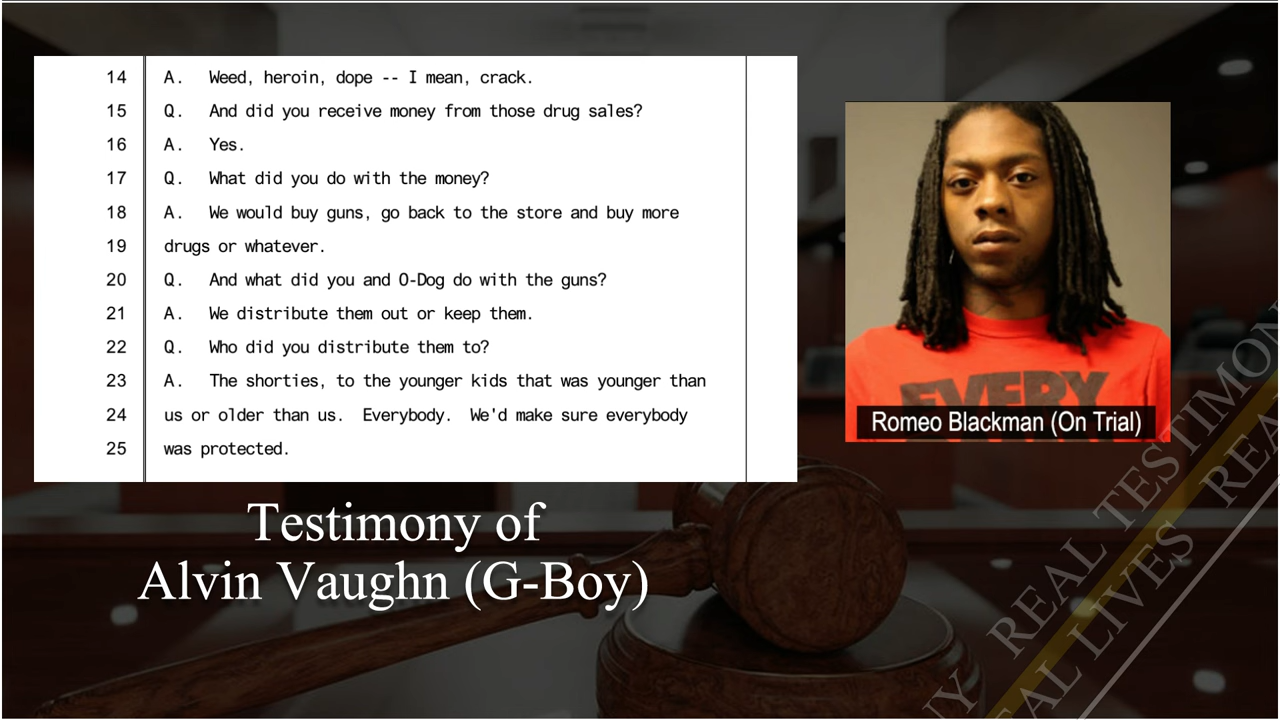 14 A. Weed, heroin, dope -- I mean, crack.
15 Q. And did you receive money from those drug sales?
16 A. Yes.
17 Q. What did you do with the money?
18 A. We would buy guns, go back to the store and buy more
19 drugs or whatever.
20 Q. And what did you and O-Dog do with the guns?
21 A. We distribute them out or keep them.
22 Q. Who did you distribute them to?
23 A. The shorties, to the younger kids that was younger than
24 us or older than us. Everybody. We'd make sure everybody
25 was protected.
EVERY
Romeo Blackman (On Trial)
Testimony of
Alvin Vaughn (G-Boy)
REAL TESTIMON
LIVES